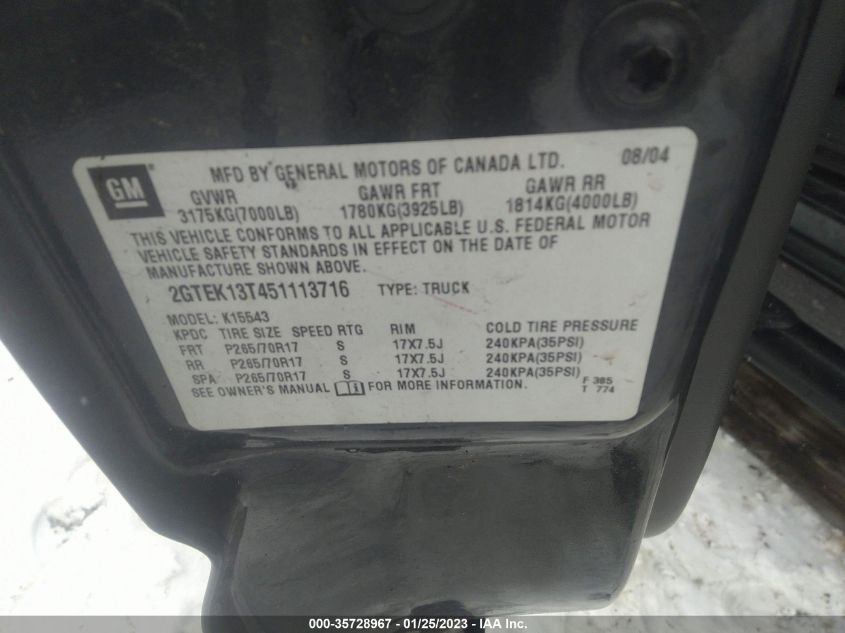 GM
MFD BY GENERAL MOTORS OF CANADA LTD. 08/04
GVWR GAWR FRT GAWR RR
3175KG(7000LB) 1780KG(3925LB) 1814KG(4000LB)
THIS VEHICLE CONFORMS TO ALL APPLICABLE U.S. FEDERAL MOTOR
VEHICLE SAFETY STANDARDS IN EFFECT ON THE DATE OF
MANUFACTURE SHOWN ABOVE.
2GTEK13T451113716 TYPE: TRUCK
MODEL: K15543
KPDC TIRE SIZE SPEED RTG RIM COLD TIRE PRESSURE
FRT P265/70R17 S 17X7.5J 240KPA(35PSI)
RR P265/70R17 S 17X7.5J 240KPA(35PSI)
SPA P265/70R17 S 17X7.5J 240KPA(35PSI)
SEE OWNER'S MANUAL FOR MORE INFORMATION.
F 385
T 774
000-35728967 - 01/25/2023 - IAA Inc.